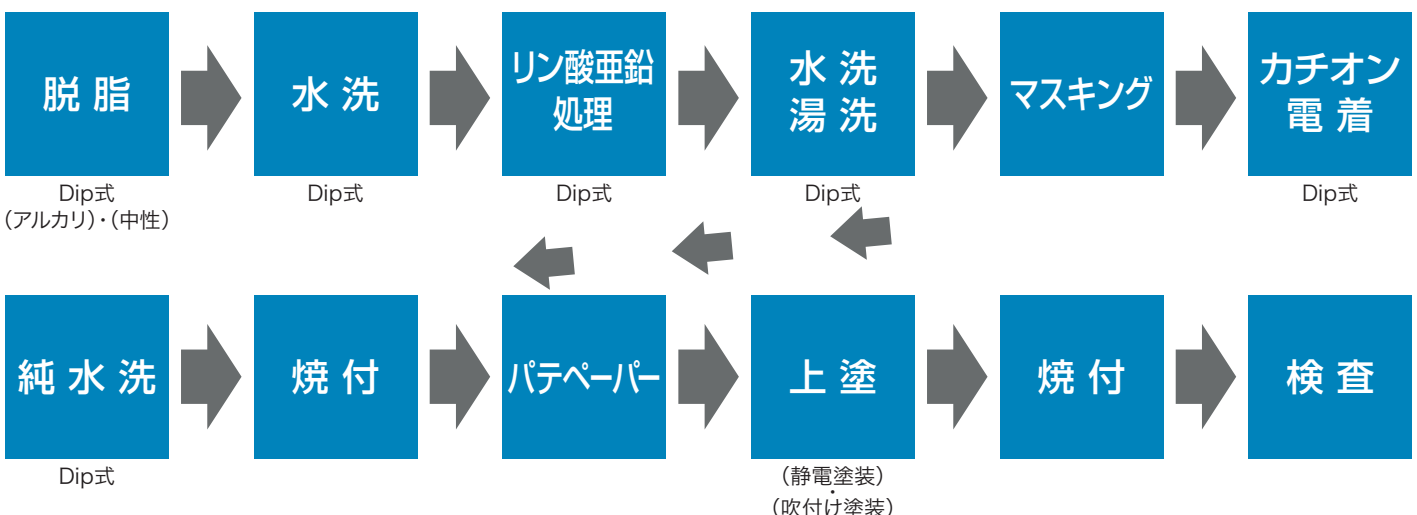 脱脂
Dip式
(アルカリ)・(中性)
水洗
Dip式
リン酸亜鉛
処理
Dip式
水洗
湯洗
Dip式
マスキング
カチオン
電着
Dip式
純水洗
Dip式
焼付
パテペーパー
上塗
(静電塗装)
・
(吹付け塗装)
焼付
検査